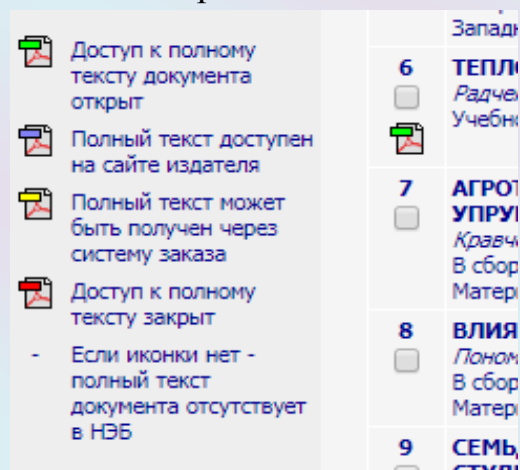 Доступ к полному
тексту документа
открыт
Полный текст доступен
на сайте издателя
Полный текст может
быть получен через
систему заказа
Доступ к полному
тексту закрыт
- Если иконки нет -
полный текст
документа отсутствует
в НЭБ
Запад
6 ТЕПЛ
Радче
Учебн
7 АГРОТ
УПРУ
Кравч
В сбор
Матер
8 ВЛИЯ
Поном
В сбор
Матер
9 СЕМЬ